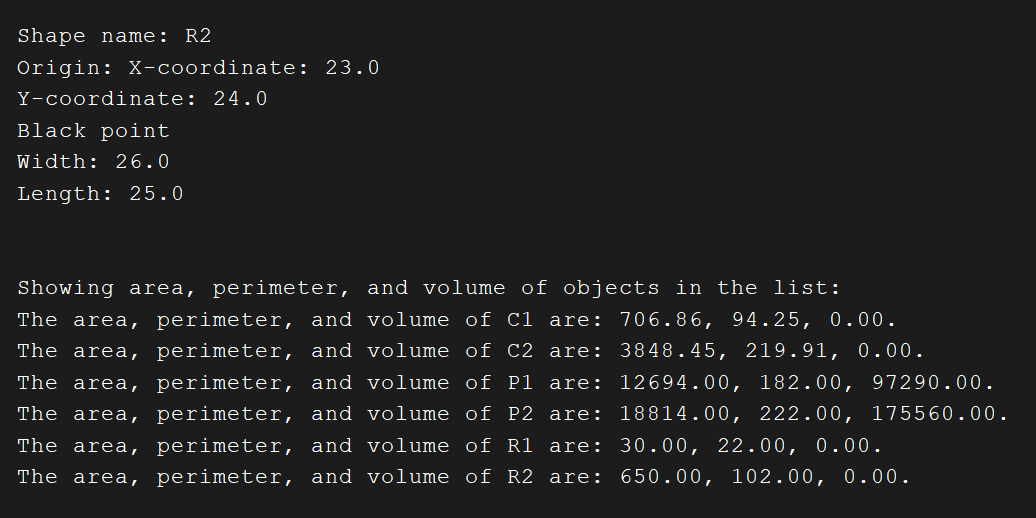 Shape name: R2
Origin: X-coordinate: 23.0
Y-coordinate: 24.0
Black point
Width: 26.0
Length: 25.0
Showing area, perimeter, and volume of objects in the list:
The area, perimeter, and volume of C1 are: 706.86, 94.25, 0.00.
The area, perimeter, and volume of C2 are: 3848.45, 219.91, 0.00.
The area, perimeter, and volume of P1 are: 12694.00, 182.00, 97290.00.
The area, perimeter, and volume of P2 are: 18814.00, 222.00, 175560.00.
The area, perimeter, and volume of R1 are: 30.00, 22.00, 0.00.
The area, perimeter, and volume of R2 are: 650.00, 102.00, 0.00.